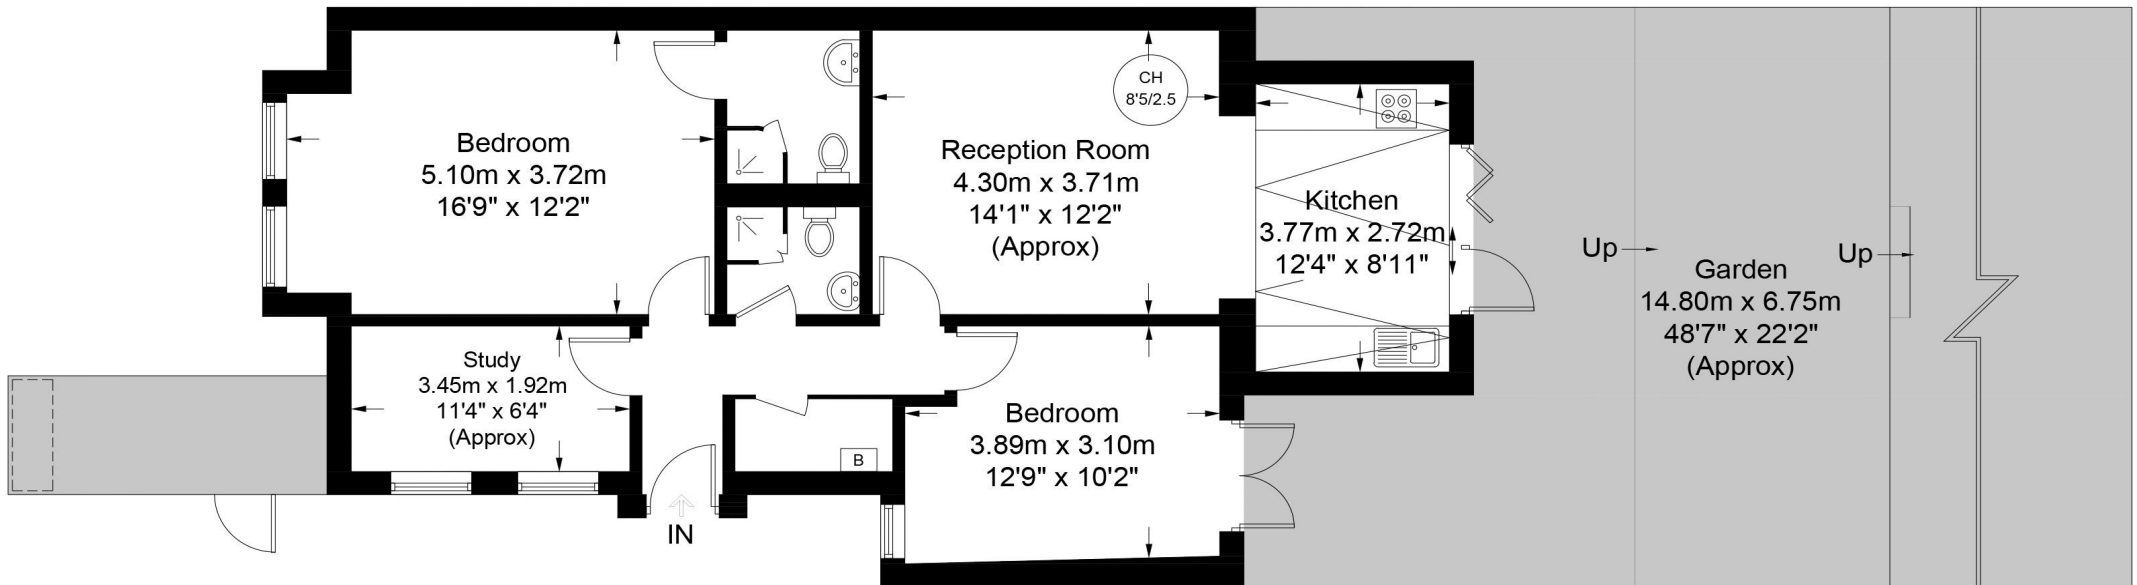 Bedroom
5.10m x 3.72m
16'9" x 12'2"
CH
8'5/2.5
Reception Room
4.30m x 3.71m
14'1" x 12'2"
(Approx)
Kitchen
3.77m x 2.72m
12'4" x 8'11"
Up
Up
Garden
14.80m x 6.75m
48'7" x 22'2"
(Approx)
Study
3.45m x 1.92m
11'4" x 6'4"
(Approx)
B
Bedroom
3.89m x 3.10m
12'9" x 10'2"
IN